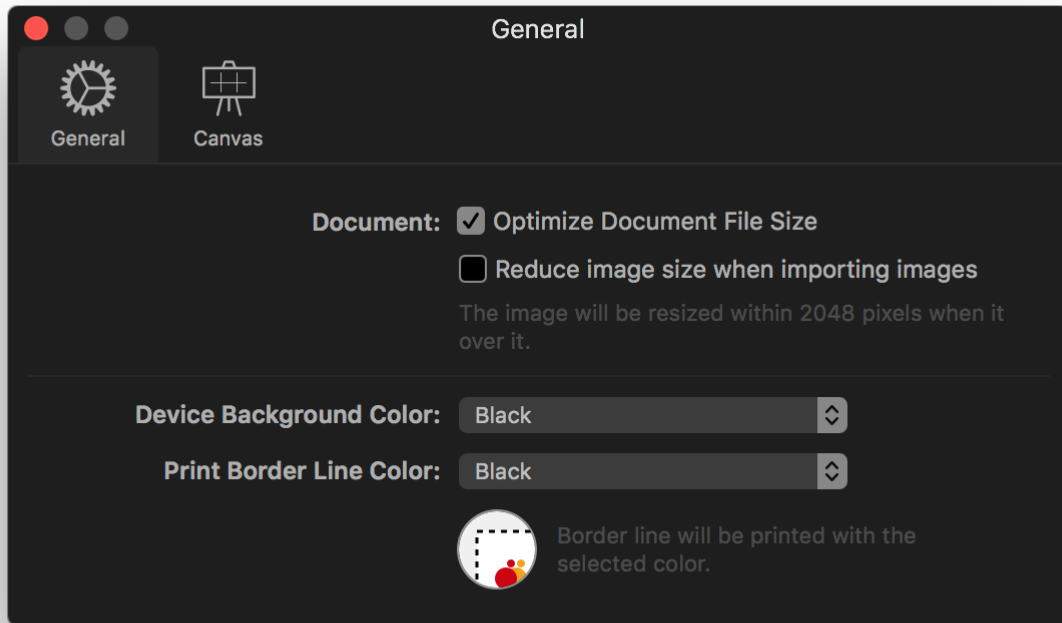 General
General
Canvas
Document:
Optimize Document File Size
Reduce image size when importing images
The image will be resized within 2048 pixels when it
over it.
Device Background Color:
Black
Print Border Line Color:
Black
Border line will be printed with the
selected color.